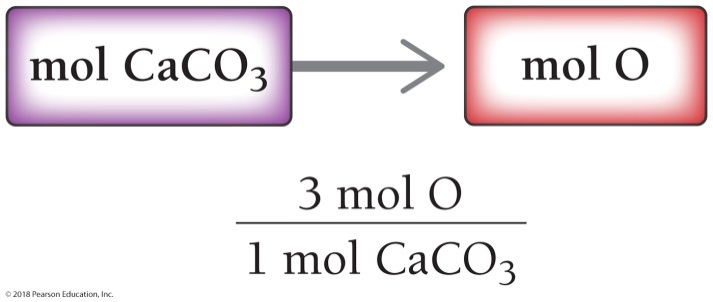 mol CaCO₃
mol O
3 mol O
1 mol CaCO₃
© 2018 Pearson Education, Inc.